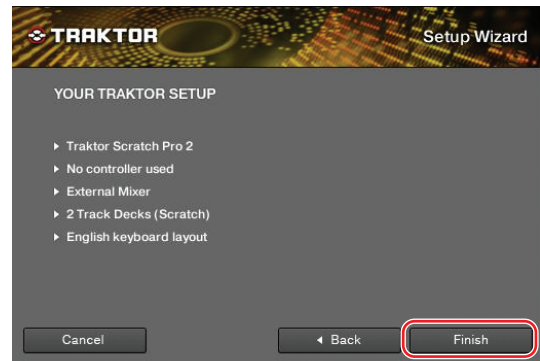 TRAKTOR
Setup Wizard
YOUR TRAKTOR SETUP
Traktor Scratch Pro 2
No controller used
External Mixer
2 Track Decks (Scratch)
English keyboard layout
Cancel
Back
Finish